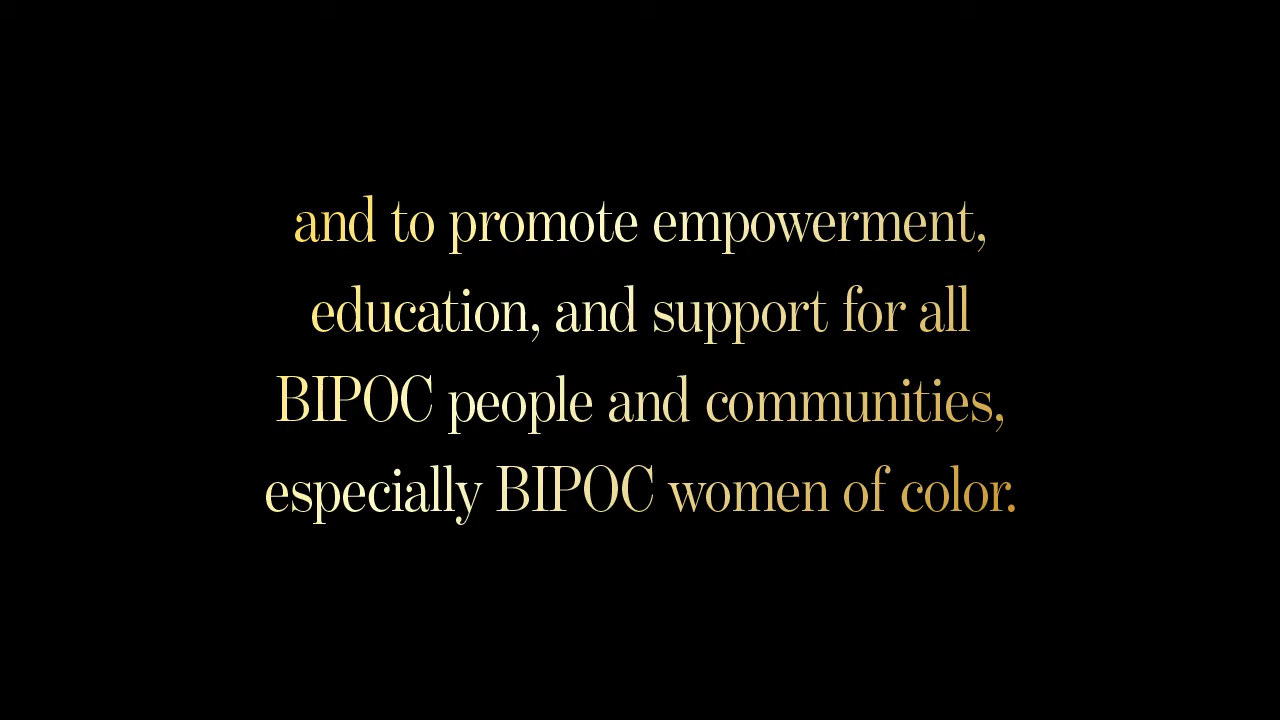 and to promote empowerment,
education, and support for all
BIPOC people and communities,
especially BIPOC women of color.